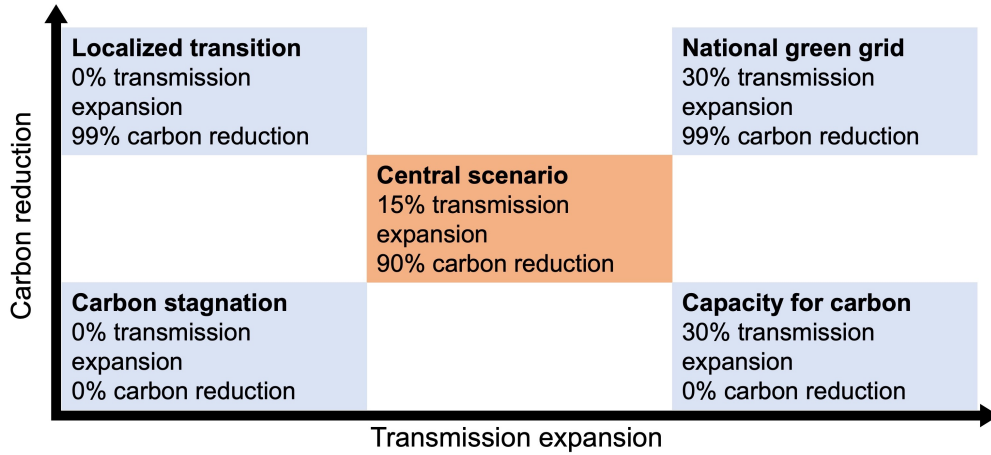 Carbon reduction
Localized transition
0% transmission
expansion
99% carbon reduction
National green grid
30% transmission
expansion
99% carbon reduction
Central scenario
15% transmission
expansion
90% carbon reduction
Carbon stagnation
0% transmission
expansion
0% carbon reduction
Capacity for carbon
30% transmission
expansion
0% carbon reduction
Transmission expansion